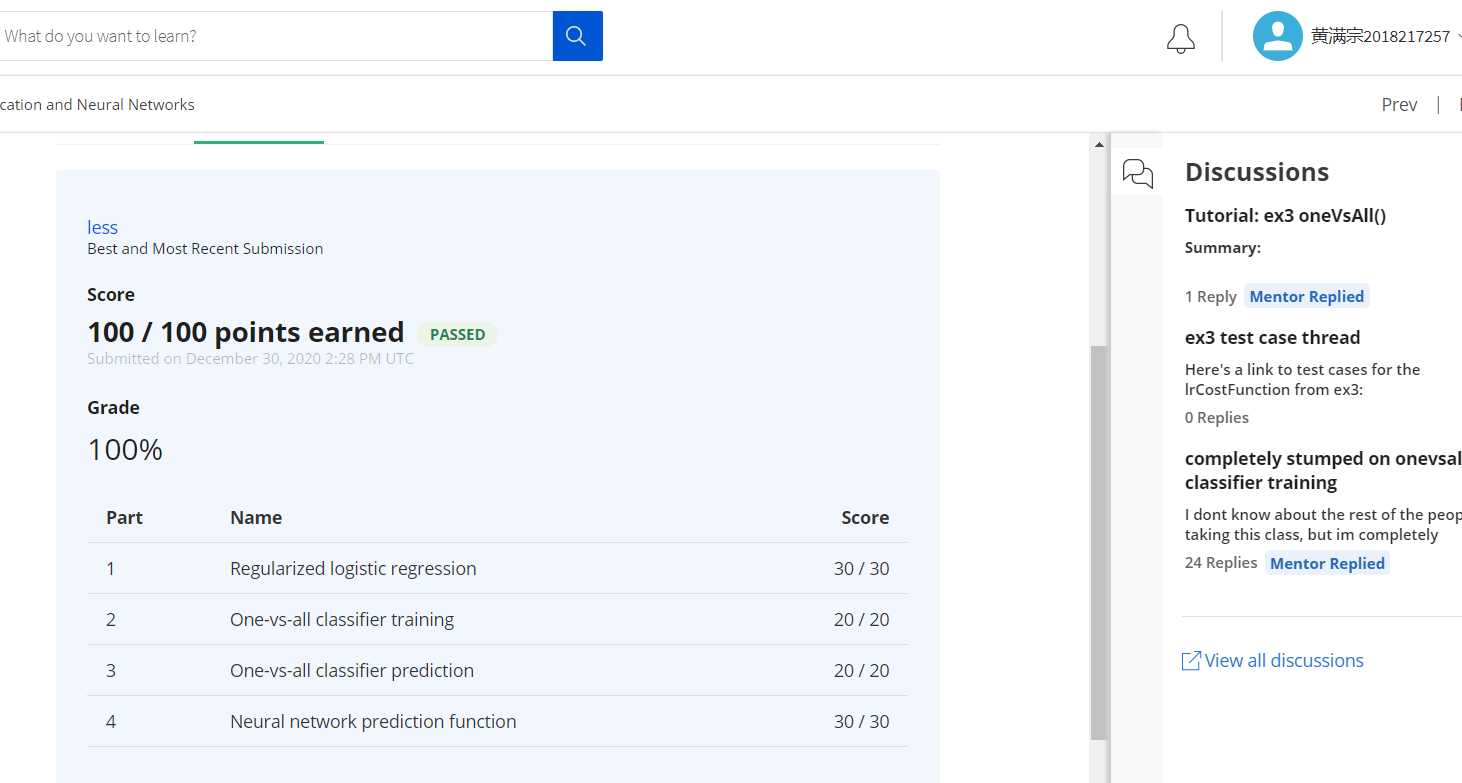 What do you want to learn?
黄满宗2018217257
cation and Neural Networks
Prev |
less
Best and Most Recent Submission
Score
100 / 100 points earned PASSED
Submitted on December 30, 2020 2:28 PM UTC
Grade
100%
Part Name Score
1 Regularized logistic regression 30 / 30
2 One-vs-all classifier training 20 / 20
3 One-vs-all classifier prediction 20 / 20
4 Neural network prediction function 30 / 30
Discussions
Tutorial: ex3 oneVsAll()
Summary:
1 Reply Mentor Replied
ex3 test case thread
Here's a link to test cases for the
lrCostFunction from ex3:
0 Replies
completely stumped on onevsal
classifier training
I dont know about the rest of the peop
taking this class, but im completely
24 Replies Mentor Replied
View all discussions